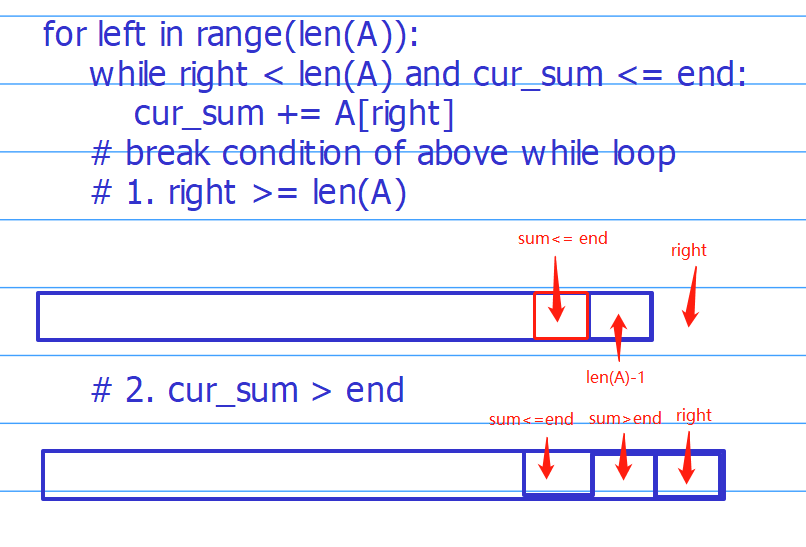 for left in range(len(A)):
while right < len(A) and cur_sum <= end:
cur_sum += A[right]
# break condition of above while loop
# 1. right >= len(A)
sum<= end
right
len(A)-1
# 2. cur_sum > end
sum<=end sum>end right